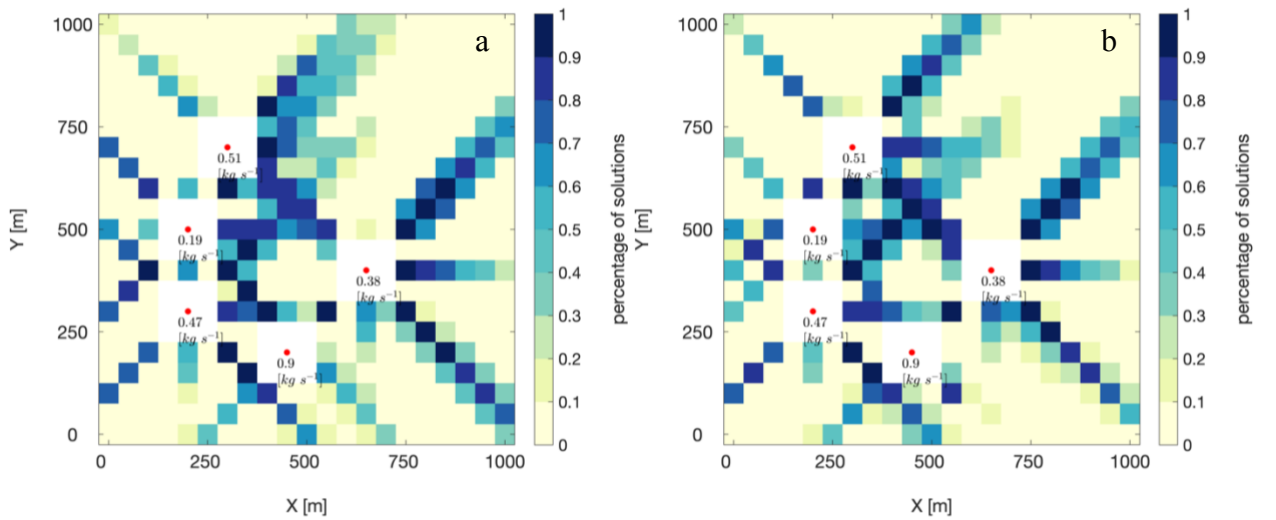 a
1000
750
500
250
0
Y [m]
0
250
500
750
1000
X [m]
0.51
[kg s⁻¹]
0.19
[kg s⁻¹]
0.38
[kg s⁻¹]
0.47
[kg s⁻¹]
0.9
[kg s⁻¹]
1
0.9
0.8
0.7
0.6
0.5
0.4
0.3
0.2
0.1
0
percentage of solutions
b
1000
750
500
250
0
Y [m]
0
250
500
750
1000
X [m]
0.51
[kg s⁻¹]
0.19
[kg s⁻¹]
0.38
[kg s⁻¹]
0.47
[kg s⁻¹]
0.9
[kg s⁻¹]
1
0.9
0.8
0.7
0.6
0.5
0.4
0.3
0.2
0.1
0
percentage of solutions